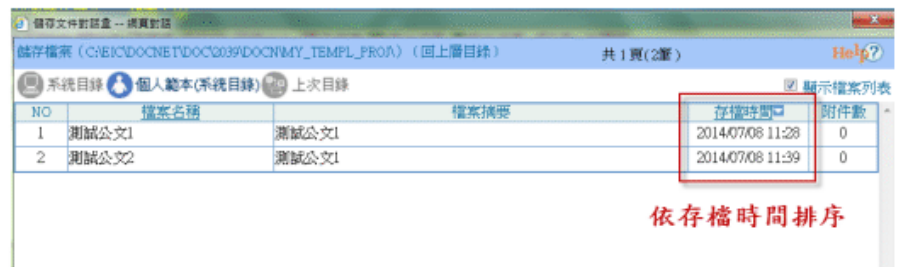 儲存文件對話盒 -- 網頁對話
儲存檔案（C:\EIC\DOCNET\DOC\2039\DOCN\MY_TEMPL_PROJ\）（回上層目錄） 共1頁(2筆) Help?
系統目錄 個人範本(系統目錄) 上次目錄 顯示檔案列表
NO 檔案名稱 檔案摘要 存檔時間 附件數
1 測試公文1 測試公文1 2014/07/08 11:28 0
2 測試公文2 測試公文1 2014/07/08 11:39 0
依存檔時間排序